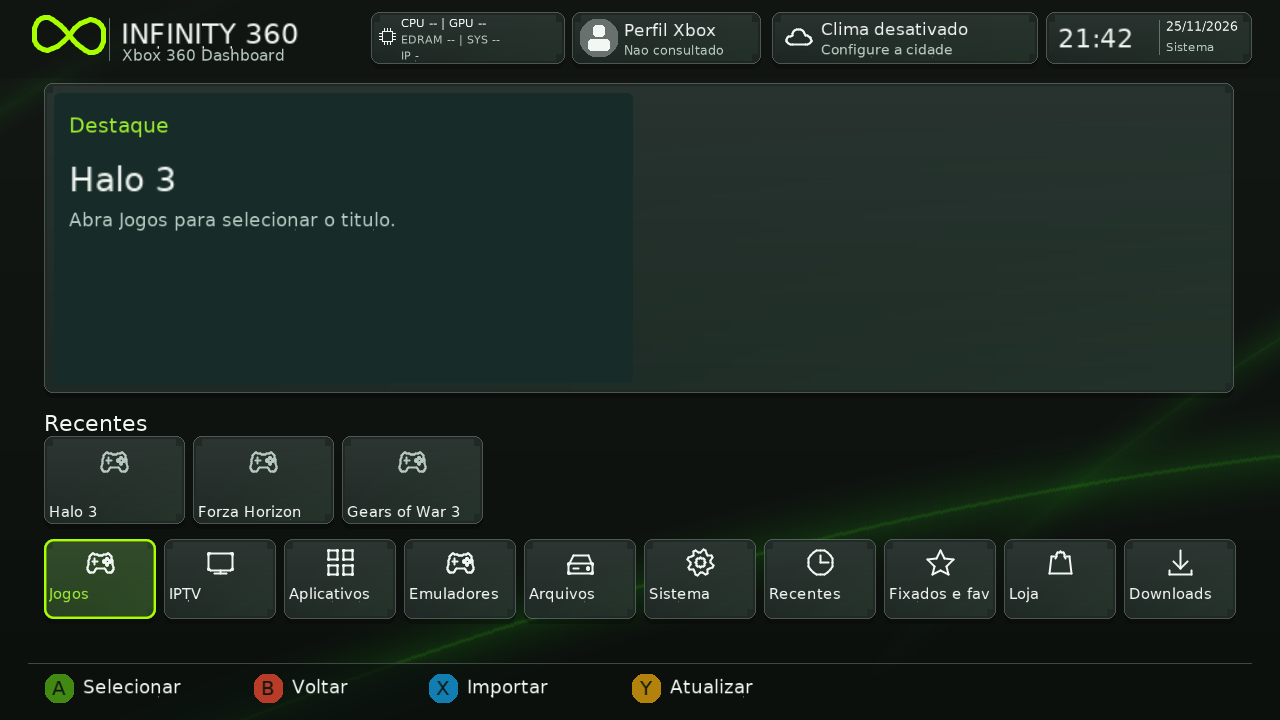 INFINITY 360
Xbox 360 Dashboard
CPU -- | GPU --
EDRAM -- | SYS --
IP -
Perfil Xbox
Nao consultado
Clima desativado
Configure a cidade
21:42
25/11/2026
Sistema
Destaque
Halo 3
Abra Jogos para selecionar o titulo.
Recentes
Halo 3
Forza Horizon
Gears of War 3
Jogos
IPTV
Aplicativos
Emuladores
Arquivos
Sistema
Recentes
Fixados e fav
Loja
Downloads
A Selecionar
B Voltar
X Importar
Y Atualizar